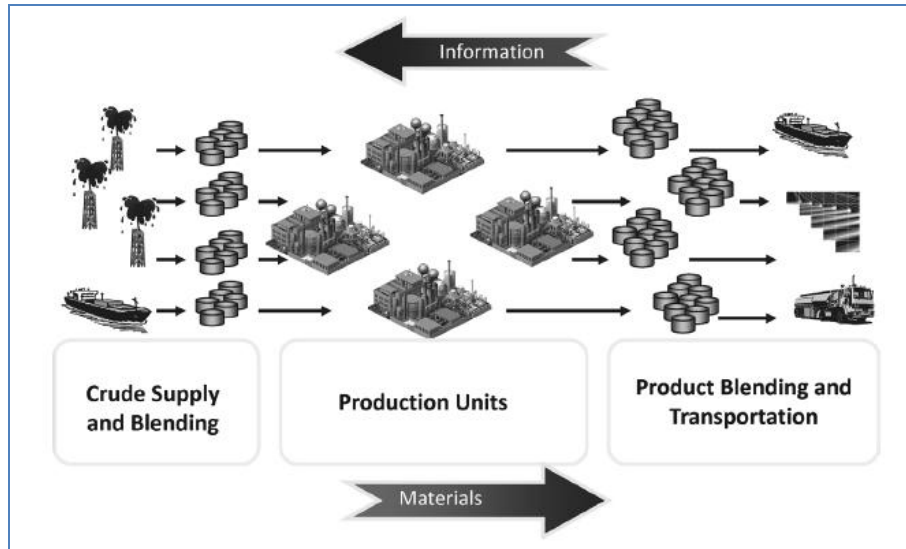 Information
Crude Supply
and Blending
Production Units
Product Blending and
Transportation
Materials